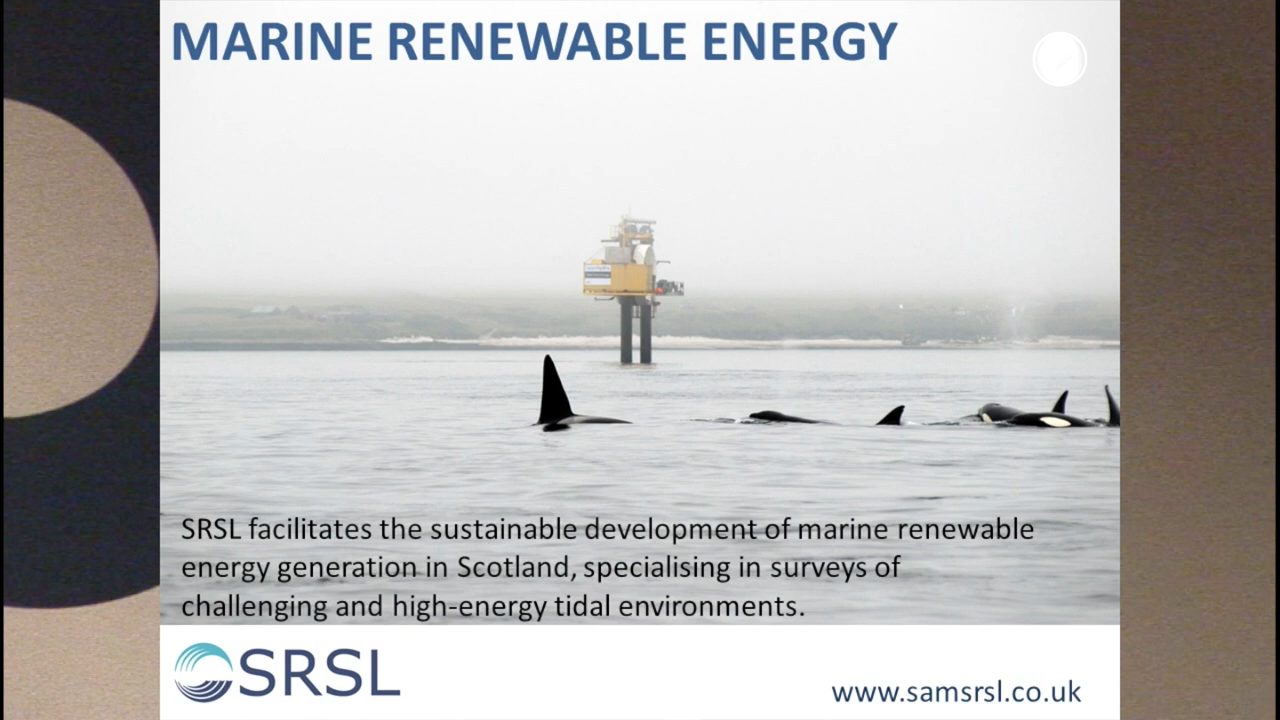 MARINE RENEWABLE ENERGY
SRSL facilitates the sustainable development of marine renewable
energy generation in Scotland, specialising in surveys of
challenging and high-energy tidal environments.
SRSL
www.samsrsl.co.uk